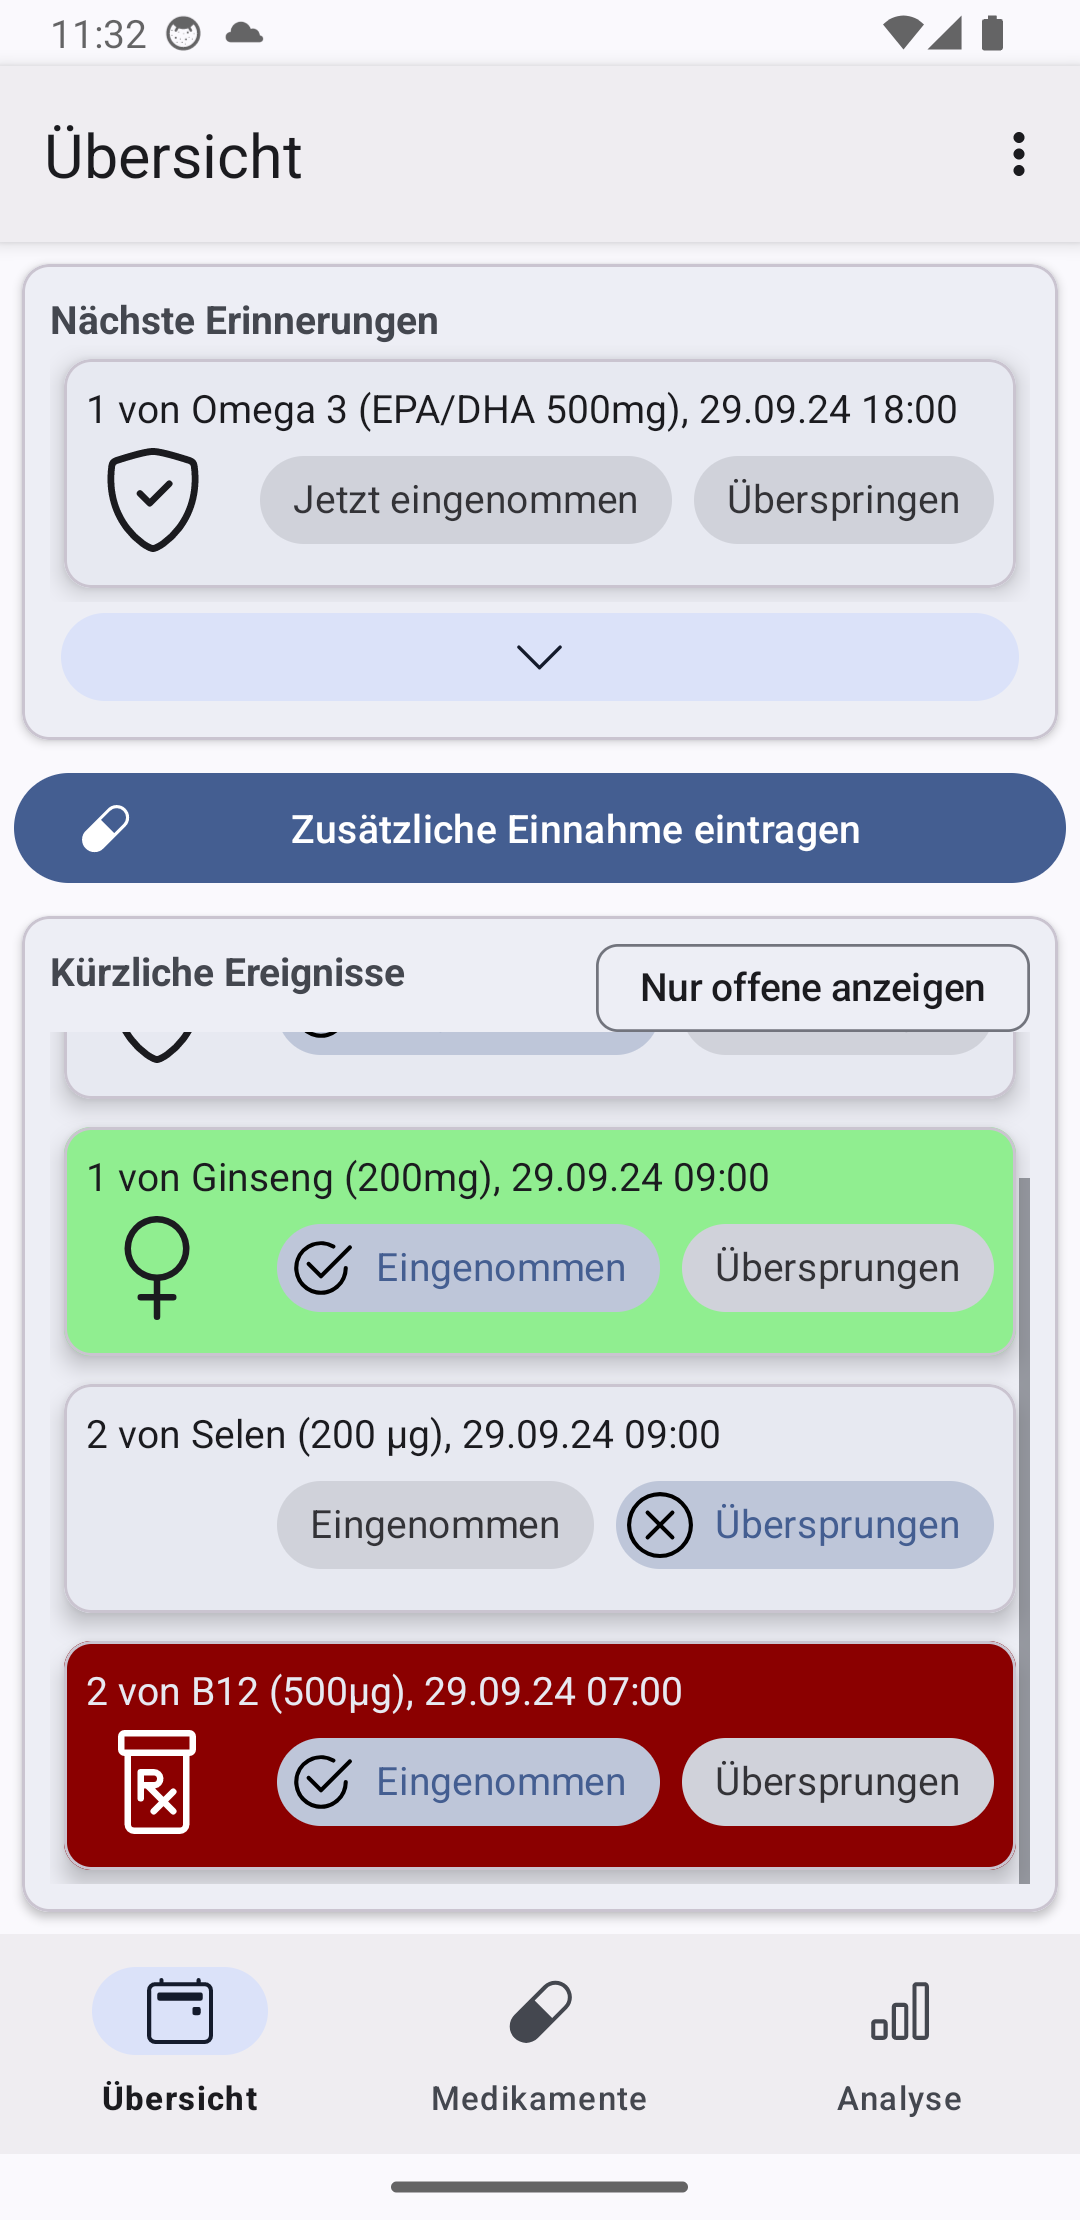 11:32
Übersicht
Nächste Erinnerungen
1 von Omega 3 (EPA/DHA 500mg), 29.09.24 18:00
Jetzt eingenommen Überspringen
Zusätzliche Einnahme eintragen
Kürzliche Ereignisse
Nur offene anzeigen
1 von Ginseng (200mg), 29.09.24 09:00
Eingenommen Übersprungen
2 von Selen (200 µg), 29.09.24 09:00
Eingenommen Übersprungen
2 von B12 (500µg), 29.09.24 07:00
Rx
Eingenommen Übersprungen
Übersicht Medikamente Analyse